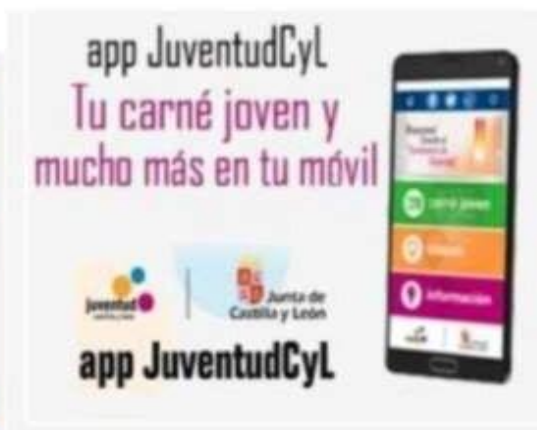 app JuventudCyL
Tu carné joven y
mucho más en tu móvil
carné joven
información
juventud
Junta de
Castilla y León
app JuventudCyL